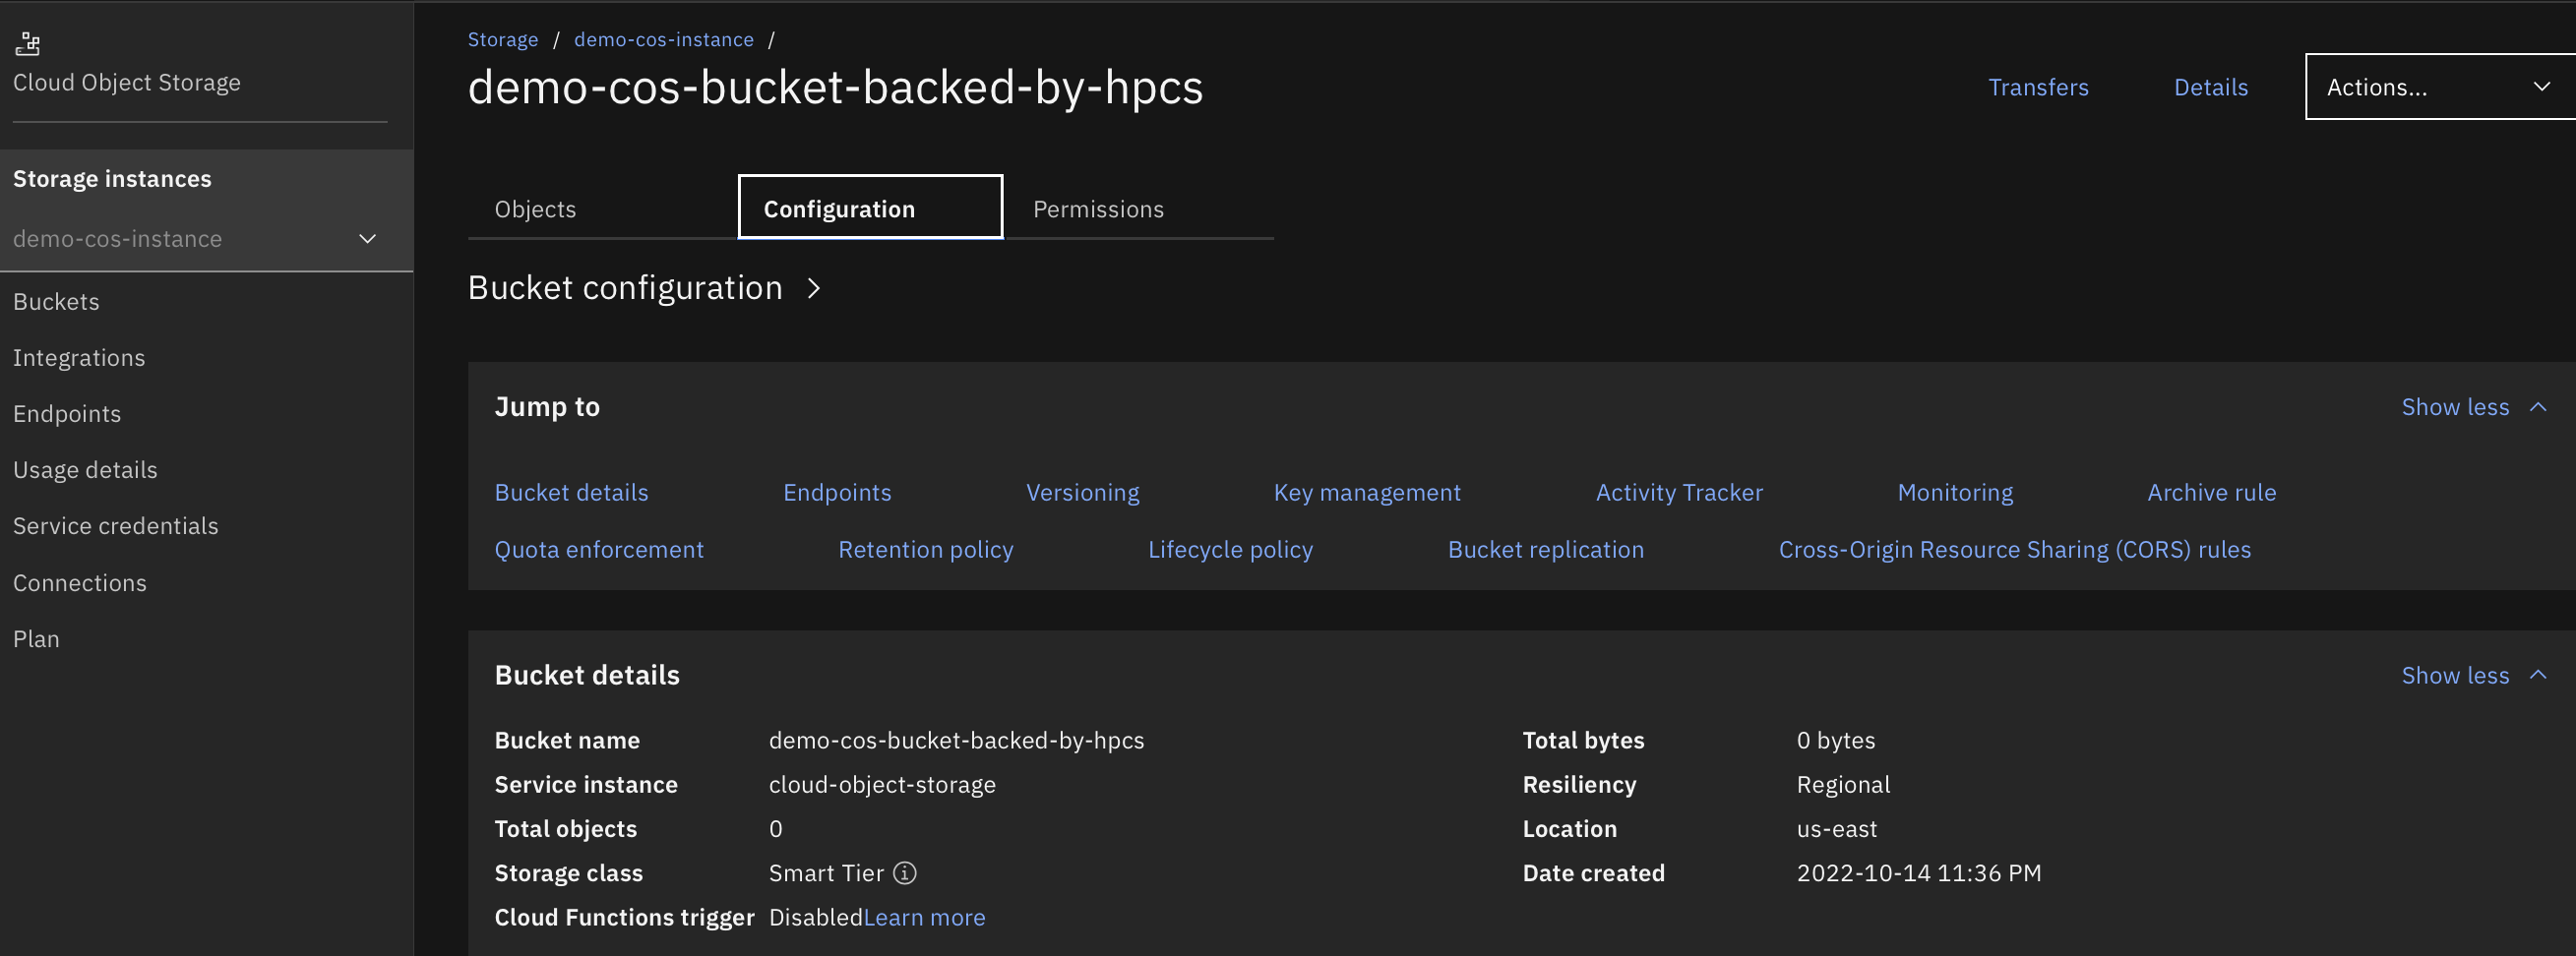 Cloud Object Storage
Storage instances
demo-cos-instance
Buckets
Integrations
Endpoints
Usage details
Service credentials
Connections
Plan
Storage / demo-cos-instance /
demo-cos-bucket-backed-by-hpcs
Transfers Details Actions...
Objects Configuration Permissions
Bucket configuration
Jump to Show less
Bucket details Endpoints Versioning Key management Activity Tracker Monitoring Archive rule
Quota enforcement Retention policy Lifecycle policy Bucket replication Cross-Origin Resource Sharing (CORS) rules
Bucket details Show less
Bucket name demo-cos-bucket-backed-by-hpcs Total bytes 0 bytes
Service instance cloud-object-storage Resiliency Regional
Total objects 0 Location us-east
Storage class Smart Tier Date created 2022-10-14 11:36 PM
Cloud Functions trigger DisabledLearn more